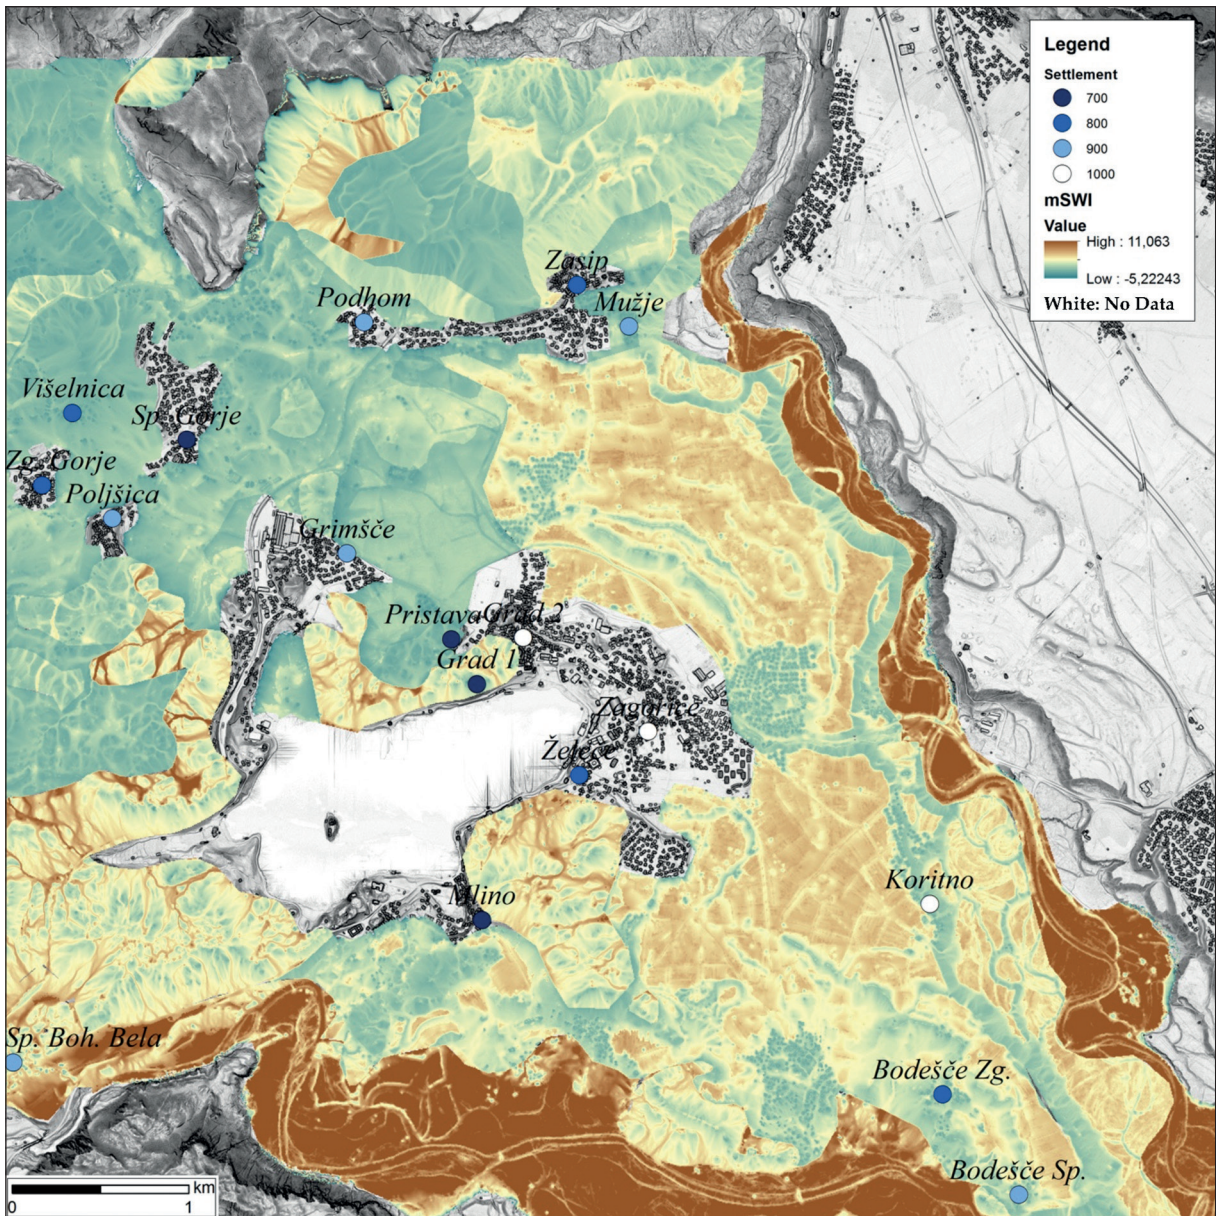 Legend
Settlement
700
800
900
1000
mSWI
Value
High : 11,063
Low : -5,22243
White: No Data
Zasip
Podhom
Mužje
Višelnica
Sp. Gorje
Zg. Gorje
Poljšica
Grimšče
Pristava
Grad 2
Grad 1
Zagorice
Želeče
Koritno
Mlino
Sp. Boh. Bela
Bodešče Zg.
Bodešče Sp.
km
0 1